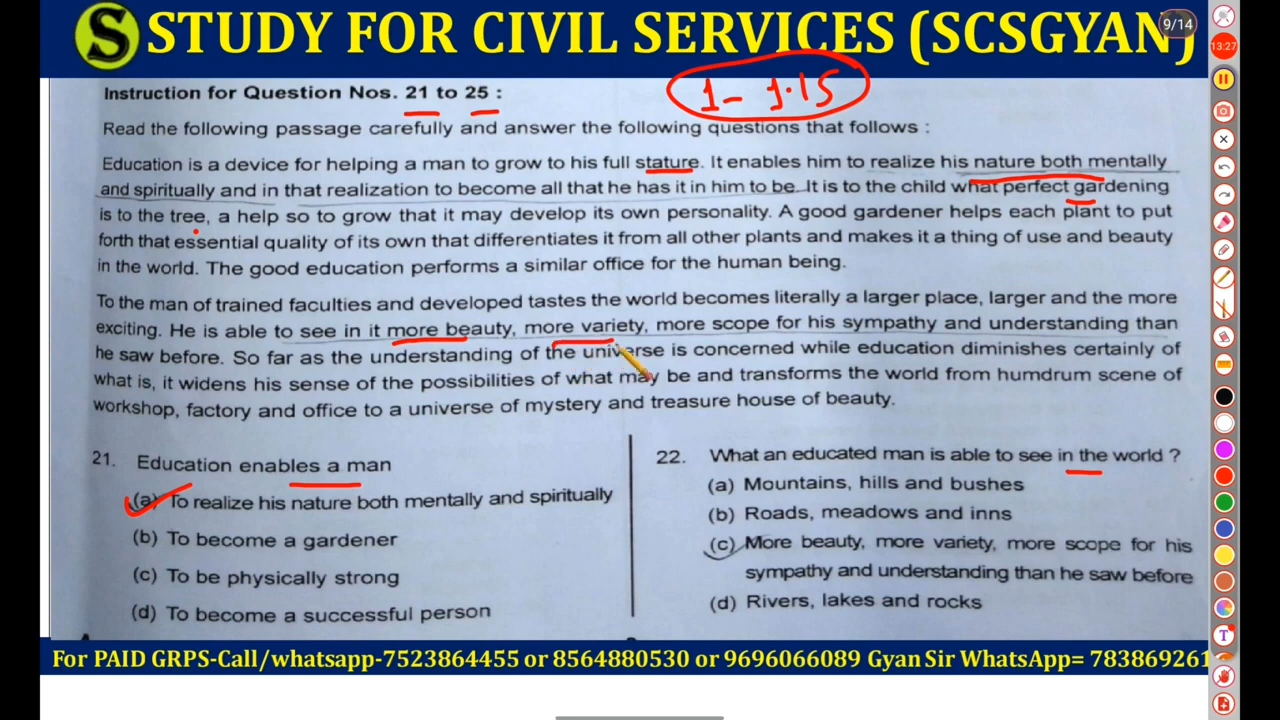 S STUDY FOR CIVIL SERVICES (SCSGYAN)
9/14
13:27
Instruction for Question Nos. 21 to 25 :
1- 1.15
Read the following passage carefully and answer the following questions that follows :
Education is a device for helping a man to grow to his full stature. It enables him to realize his nature both mentally
and spiritually and in that realization to become all that he has it in him to be. It is to the child what perfect gardening
is to the tree, a help so to grow that it may develop its own personality. A good gardener helps each plant to put
forth that essential quality of its own that differentiates it from all other plants and makes it a thing of use and beauty
in the world. The good education performs a similar office for the human being.
To the man of trained faculties and developed tastes the world becomes literally a larger place, larger and the more
exciting. He is able to see in it more beauty, more variety, more scope for his sympathy and understanding than
he saw before. So far as the understanding of the universe is concerned while education diminishes certainly of
what is, it widens his sense of the possibilities of what may be and transforms the world from humdrum scene of
workshop, factory and office to a universe of mystery and treasure house of beauty.
21. Education enables a man
(a) To realize his nature both mentally and spiritually
(b) To become a gardener
(c) To be physically strong
(d) To become a successful person
22. What an educated man is able to see in the world ?
(a) Mountains, hills and bushes
(b) Roads, meadows and inns
(c) More beauty, more variety, more scope for his
sympathy and understanding than he saw before
(d) Rivers, lakes and rocks
For PAID GRPS-Call/whatsapp-7523864455 or 8564880530 or 9696066089 Gyan Sir WhatsApp= 783869261
T